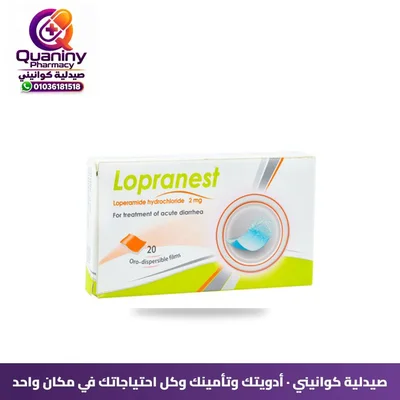 Quaniny
Pharmacy
صيدلية كوانيني
01036181518
Lopranest
Loperamide hydrochloride 2 mg
For treatment of acute diarrhea
20
Oro-dispersible films
صيدلية كوانيني - أدويتك وتأمينك وكل احتياجاتك في مكان واحد